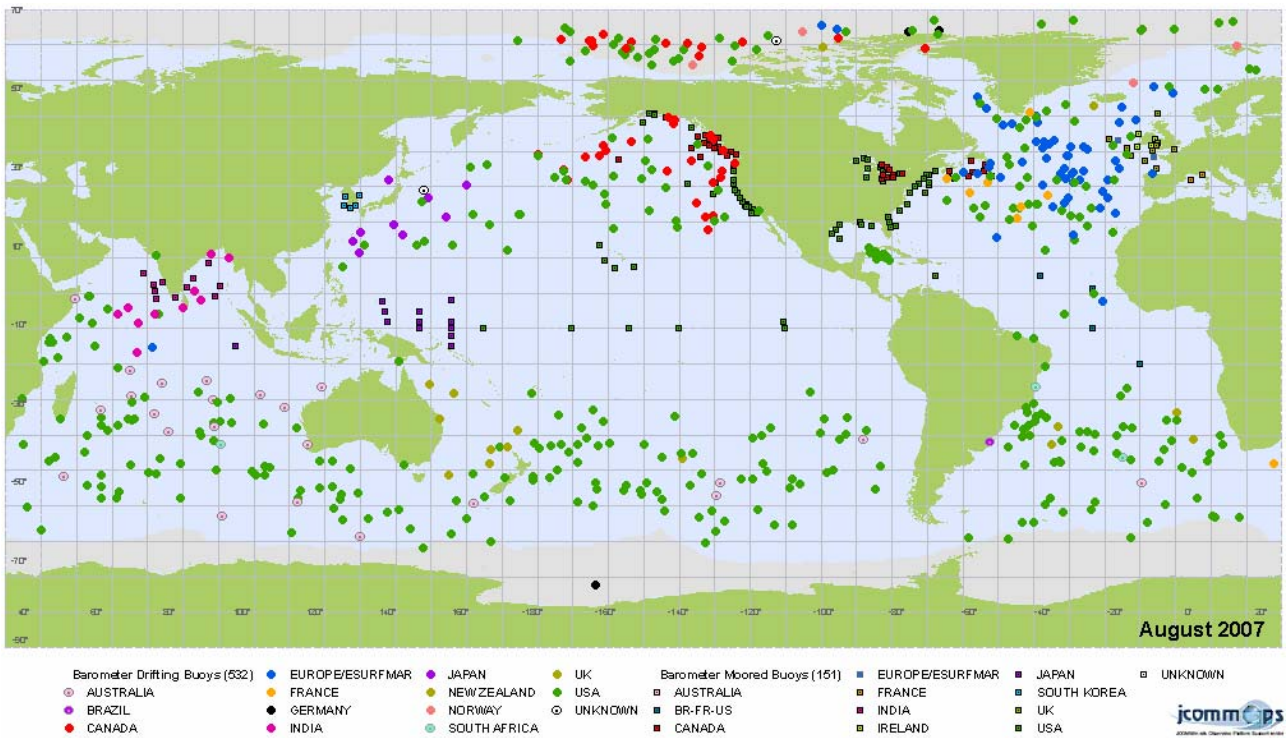 70°
50°
30°
10°
-10°
-30°
-50°
-70°
40° 60° 80° 100° 120° 140° 160° -180° -160° -140° -120° -100° -80° -60° -40° -20° 0° 20°
-90°
August 2007
Barometer Drifting Buoys (532) EUROPE/ESURFMAR JAPAN UK Barometer Moored Buoys (151) EUROPE/ESURFMAR JAPAN UNKNOWN
AUSTRALIA FRANCE NEW ZEALAND USA AUSTRALIA FRANCE SOUTH KOREA
BRAZIL GERMANY NORWAY UNKNOWN BR-FR-US INDIA UK
CANADA INDIA SOUTH AFRICA CANADA IRELAND USA
jcommops